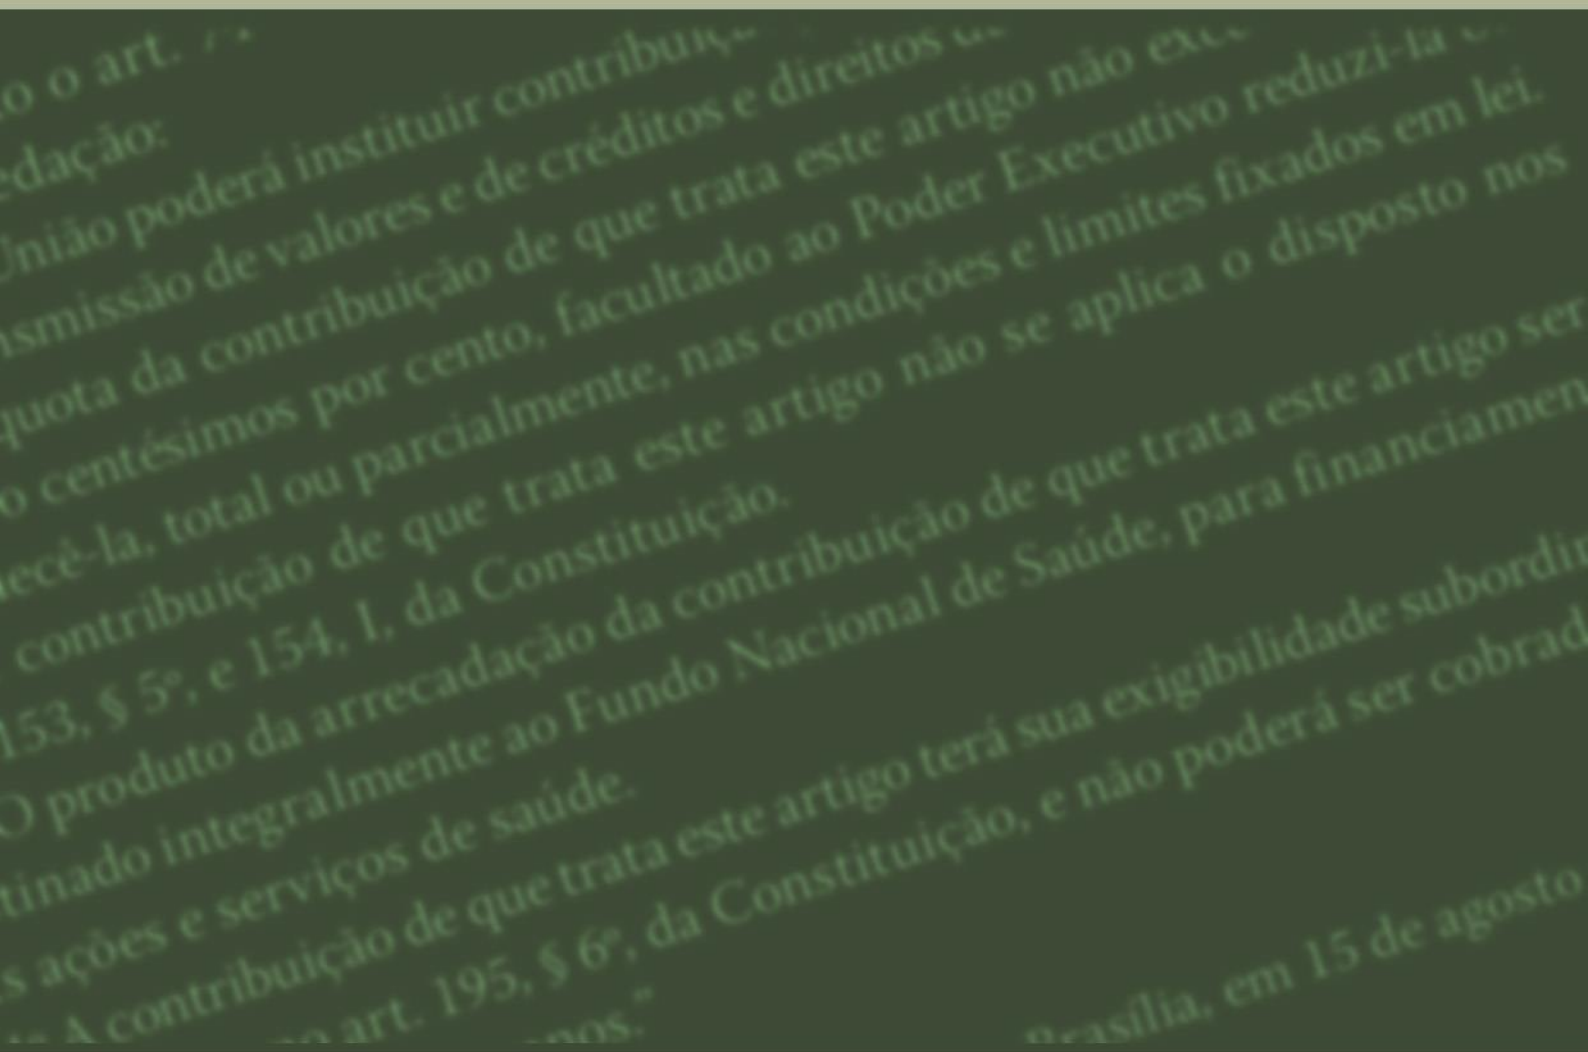 o art.
edação:
União poderá instituir
nsmissão de valores e de créditos e direitos
quota da contribuição de que trata este artigo não
o centésimos por cento, facultado ao Poder Executivo reduzi-la
ecê-la, total ou parcialmente, nas condições e limites fixados em lei.
contribuição de que trata este artigo não se aplica o disposto nos
153, § 5º, e 154, I, da Constituição.
O produto da arrecadação da contribuição de que trata este artigo ser
tinado integralmente ao Fundo Nacional de Saúde, para financiamen
s ações e serviços de saúde.
A contribuição de que trata este artigo terá sua exigibilidade subordin
art. 195, § 6º, da Constituição, e não poderá ser cobrad
anos."
Brasília, em 15 de agosto